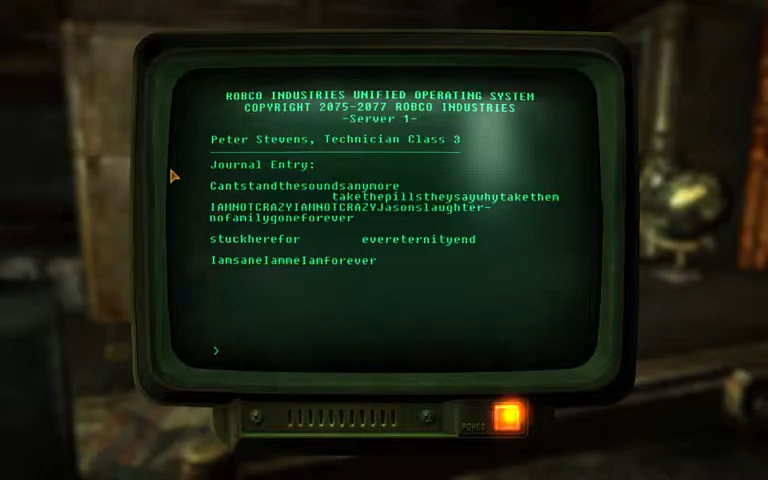 ROBCO INDUSTRIES UNIFIED OPERATING SYSTEM
COPYRIGHT 2075-2077 ROBCO INDUSTRIES
-Server 1-
Peter Stevens, Technician Class 3
Journal Entry:
Cantstandthesoundsanymore
takethepillstheysaywhytakethem
IAMNOTCRAZYIAMNOTCRAZYJasonslaughter-
nofamilygoneforever
stuckherefor evereternityend
IamsaneIammeIamforever
>
POWER